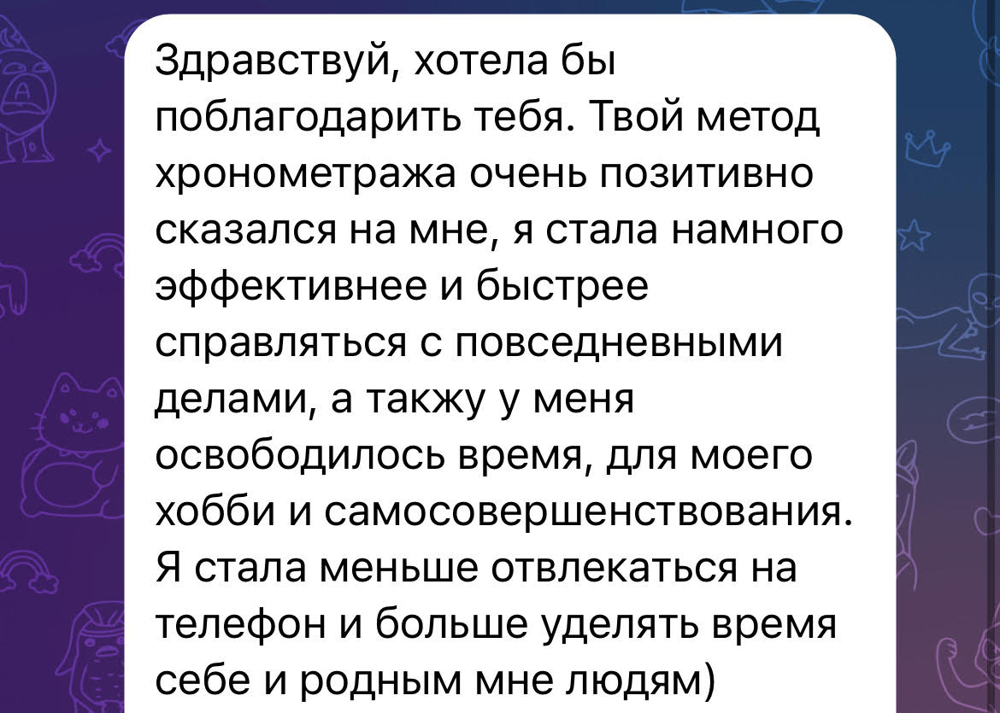 Здравствуй, хотела бы
поблагодарить тебя. Твой метод
хронометража очень позитивно
сказался на мне, я стала намного
эффективнее и быстрее
справляться с повседневными
делами, а такжу у меня
освободилось время, для моего
хобби и самосовершенствования.
Я стала меньше отвлекаться на
телефон и больше уделять время
себе и родным мне людям)